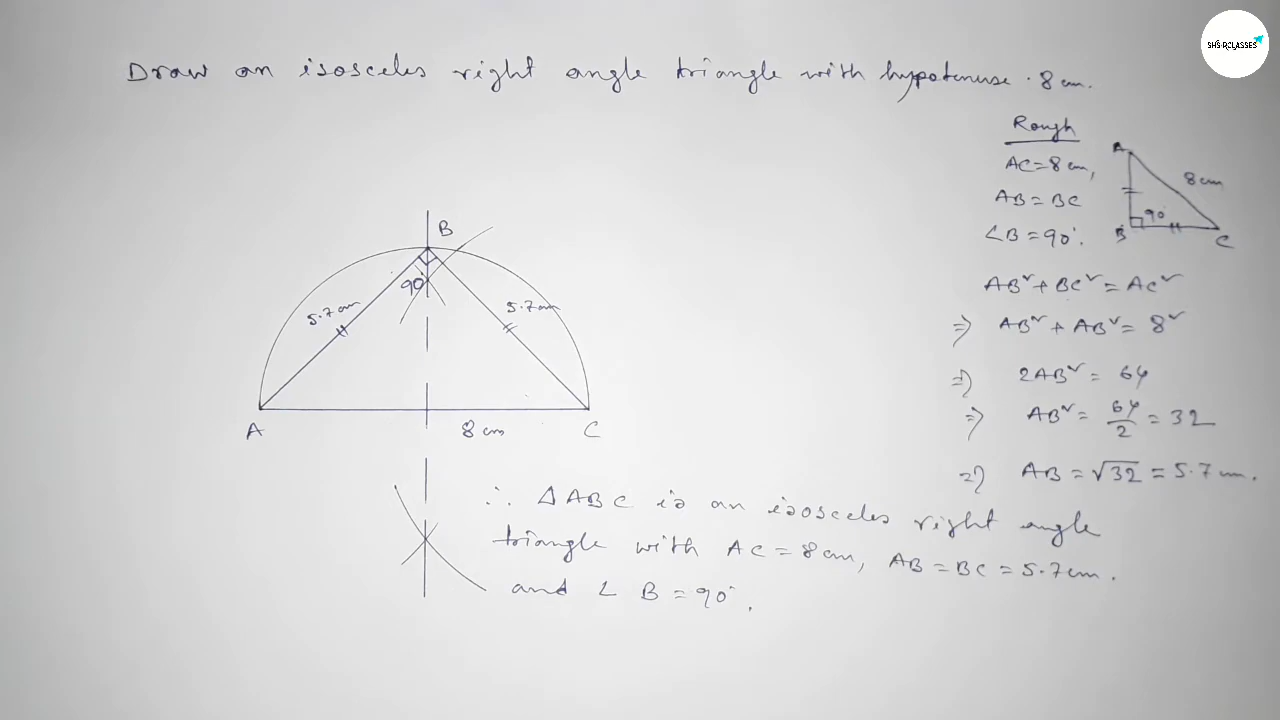 SHSIRCLASSES
Draw an isosceles right angle triangle with hypotenuse . 8 cm.
Rough
AC = 8 cm,
AB = BC
∠B = 90°.
A
8 cm
90°
B
C
AB² + BC² = AC²
⇒ AB² + AB² = 8²
⇒ 2AB² = 64
⇒ AB² = 64/2 = 32
⇒ AB = √32 = 5.7 cm.
B
90°
5.7 cm
5.7 cm
A
8 cm
C
∴ △ABC is an isosceles right angle
triangle with AC = 8 cm, AB = BC = 5.7 cm.
and ∠ B = 90°.